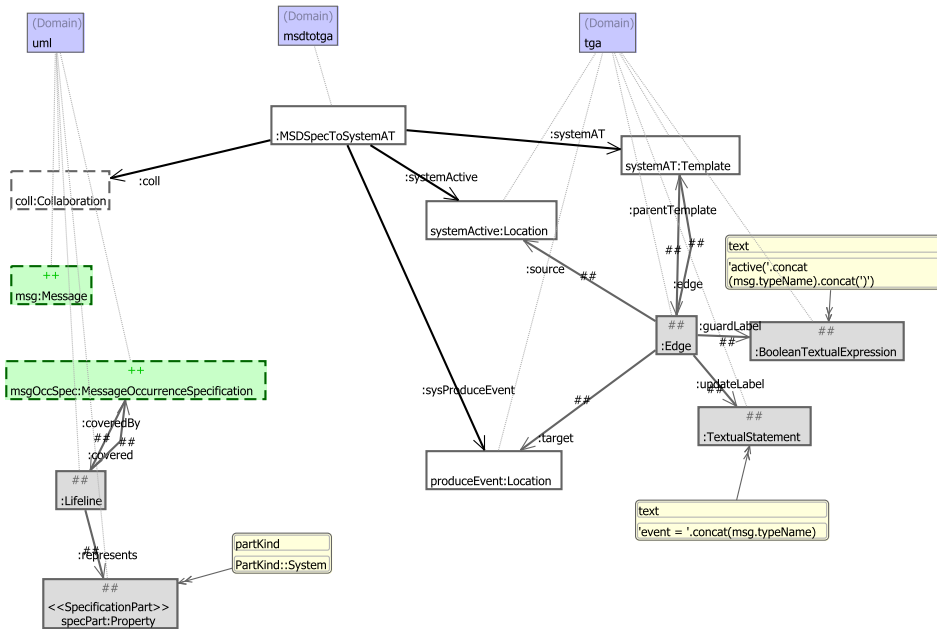 (Domain)
uml
(Domain)
msdtotga
(Domain)
tga
:MSDSpecToSystemAT
:systemAT
systemAT:Template
:coll
:systemActive
coll:Collaboration
systemActive:Location
:parentTemplate
##
##
text
'active('.concat
(msg.typeName).concat(')')
:source
##
:edge
++
msg:Message
##
:Edge
:guardLabel
##
##
:BooleanTextualExpression
++
msgOccSpec:MessageOccurrenceSpecification
:sysProduceEvent
##
:updateLabel
##
##
:TextualStatement
:coveredBy
##
##
:covered
:target
##
:Lifeline
produceEvent:Location
text
'event = '.concat(msg.typeName)
##
:represents
partKind
PartKind::System
##
<<SpecificationPart>>
specPart:Property